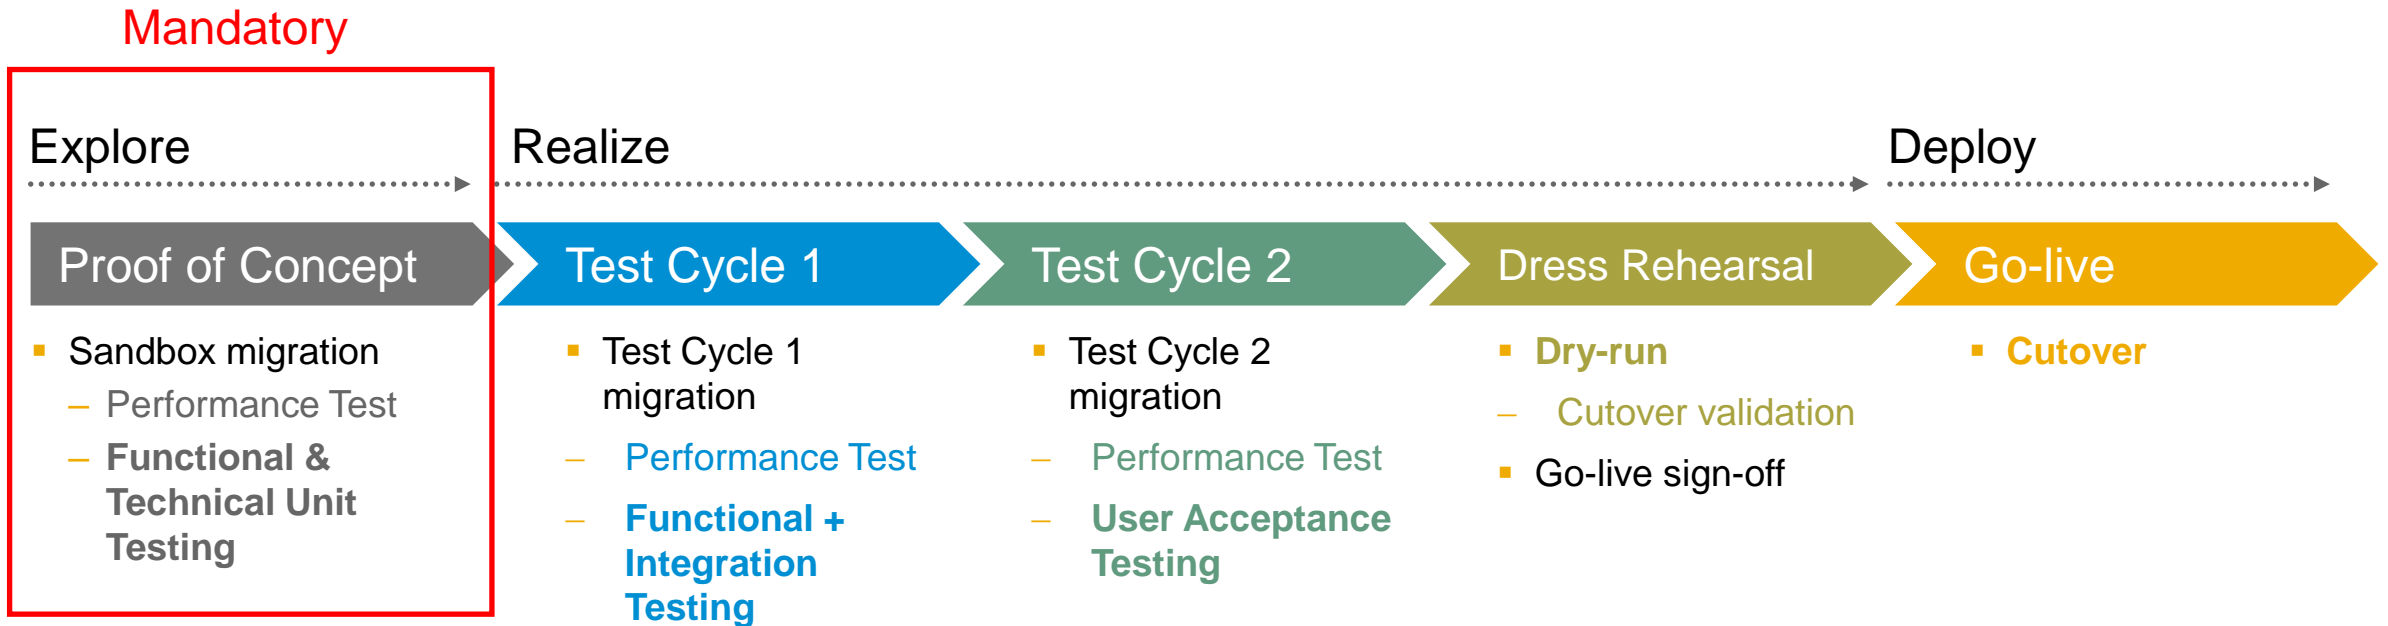 Mandatory
Explore
Realize
Deploy
Proof of Concept
Test Cycle 1
Test Cycle 2
Dress Rehearsal
Go-live
▪ Sandbox migration
– Performance Test
– Functional &
Technical Unit
Testing
▪ Test Cycle 1
migration
– Performance Test
– Functional +
Integration
Testing
▪ Test Cycle 2
migration
– Performance Test
– User Acceptance
Testing
▪ Dry-run
– Cutover validation
▪ Go-live sign-off
▪ Cutover